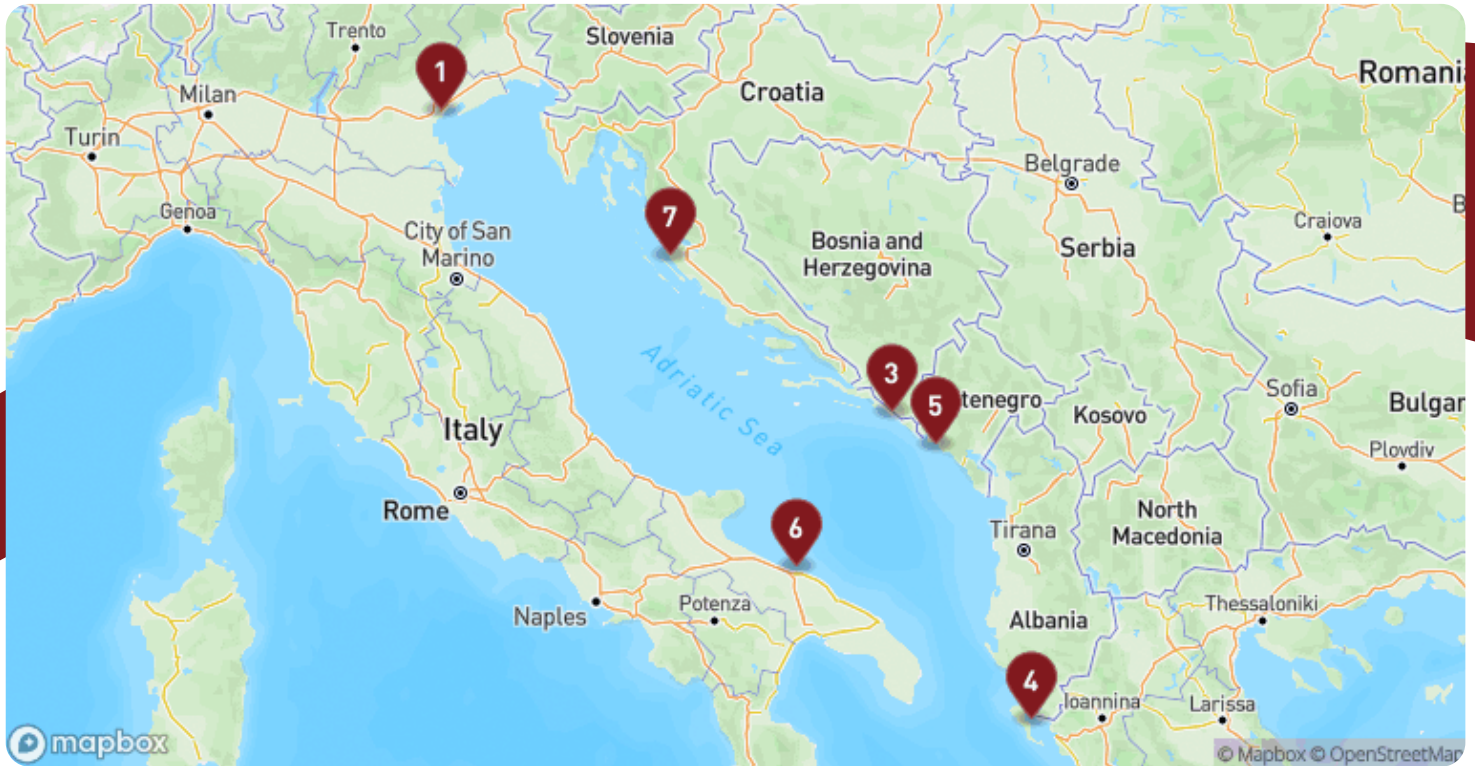 Trento
Slovenia
1
Croatia
Romani
Milan
Turin
Belgrade
Genoa
7
City of San
Marino
Craiova
B
Bosnia and
Herzegovina
Serbia
Adriatic Sea
3
5
tenegro
Kosovo
Sofia
Bulgar
Italy
Plovdiv
Rome
6
North
Macedonia
Tirana
Naples
Potenza
Albania
Thessaloniki
4
Ioannina
Larissa
mapbox
© Mapbox © OpenStreetMap